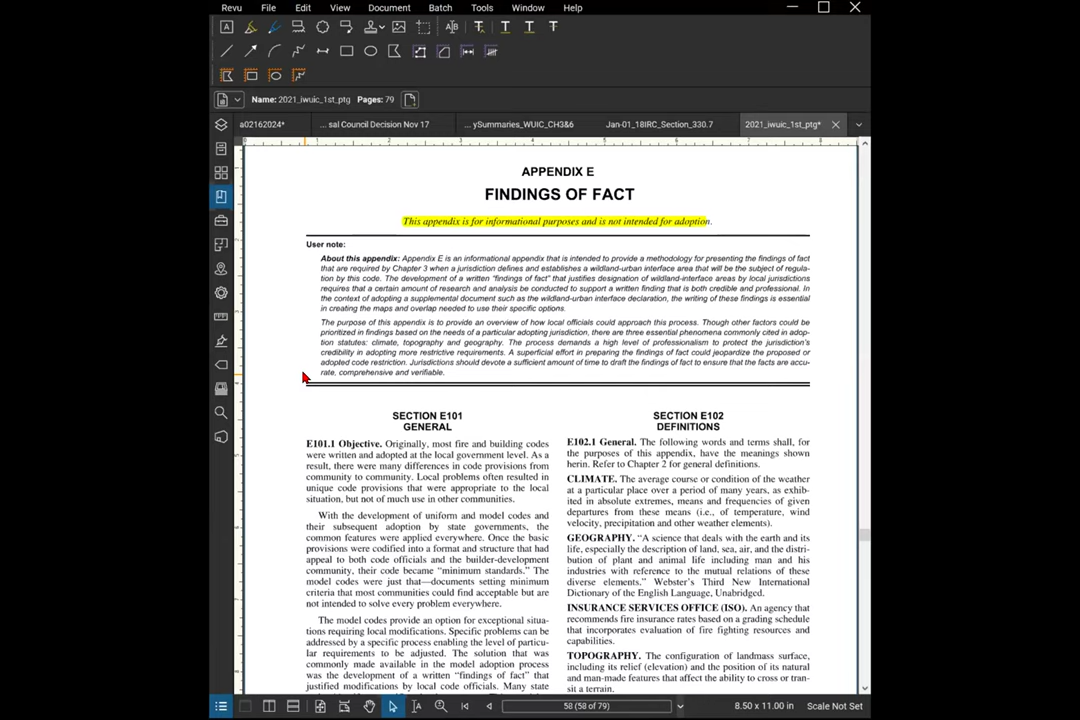 Revu File Edit View Document Batch Tools Window Help
Name: 2021_iwuic_1st_ptg Pages: 79
a02162024* ... sal Council Decision Nov 17 ... ySummaries_WUIC_CH3&6 Jan-01_18IRC_Section_330.7 2021_iwuic_1st_ptg*
APPENDIX E
FINDINGS OF FACT
This appendix is for informational purposes and is not intended for adoption.
User note:
About this appendix: Appendix E is an informational appendix that is intended to provide a methodology for presenting the findings of fact
that are required by Chapter 3 when a jurisdiction defines and establishes a wildland-urban interface area that will be the subject of regula-
tion by this code. The development of a written "findings of fact" that justifies designation of wildland-interface areas by local jurisdictions
requires that a certain amount of research and analysis be conducted to support a written finding that is both credible and professional. In
the context of adopting a supplemental document such as the wildland-urban interface declaration, the writing of these findings is essential
in creating the maps and overlap needed to use their specific options.
The purpose of this appendix is to provide an overview of how local officials could approach this process. Though other factors could be
prioritized in findings based on the needs of a particular adopting jurisdiction, there are three essential phenomena commonly cited in adop-
tion statutes: climate, topography and geography. The process demands a high level of professionalism to protect the jurisdiction's
credibility in adopting more restrictive requirements. A superficial effort in preparing the findings of fact could jeopardize the proposed or
adopted code restriction. Jurisdictions should devote a sufficient amount of time to draft the findings of fact to ensure that the facts are accu-
rate, comprehensive and verifiable.
SECTION E101
GENERAL
E101.1 Objective. Originally, most fire and building codes
were written and adopted at the local government level. As a
result, there were many differences in code provisions from
community to community. Local problems often resulted in
unique code provisions that were appropriate to the local
situation, but not of much use in other communities.
With the development of uniform and model codes and
their subsequent adoption by state governments, the
common features were applied everywhere. Once the basic
provisions were codified into a format and structure that had
appeal to both code officials and the builder-development
community, their code became "minimum standards." The
model codes were just that—documents setting minimum
criteria that most communities could find acceptable but are
not intended to solve every problem everywhere.
The model codes provide an option for exceptional situa-
tions requiring local modifications. Specific problems can be
addressed by a specific process enabling the level of particu-
lar requirements to be adjusted. The solution that was
commonly made available in the model adoption process
was the development of a written "findings of fact" that
justified modifications by local code officials. Many state
SECTION E102
DEFINITIONS
E102.1 General. The following words and terms shall, for
the purposes of this appendix, have the meanings shown
herin. Refer to Chapter 2 for general definitions.
CLIMATE. The average course or condition of the weather
at a particular place over a period of many years, as exhib-
ited in absolute extremes, means and frequencies of given
departures from these means (i.e., of temperature, wind
velocity, precipitation and other weather elements).
GEOGRAPHY. "A science that deals with the earth and its
life, especially the description of land, sea, air, and the distri-
bution of plant and animal life including man and his
industries with reference to the mutual relations of these
diverse elements." Webster's Third New International
Dictionary of the English Language, Unabridged.
INSURANCE SERVICES OFFICE (ISO). An agency that
recommends fire insurance rates based on a grading schedule
that incorporates evaluation of fire fighting resources and
capabilities.
TOPOGRAPHY. The configuration of landmass surface,
including its relief (elevation) and the position of its natural
and man-made features that affect the ability to cross or tran-
sit a terrain.
58 (58 of 79) 8.50 x 11.00 in Scale Not Set